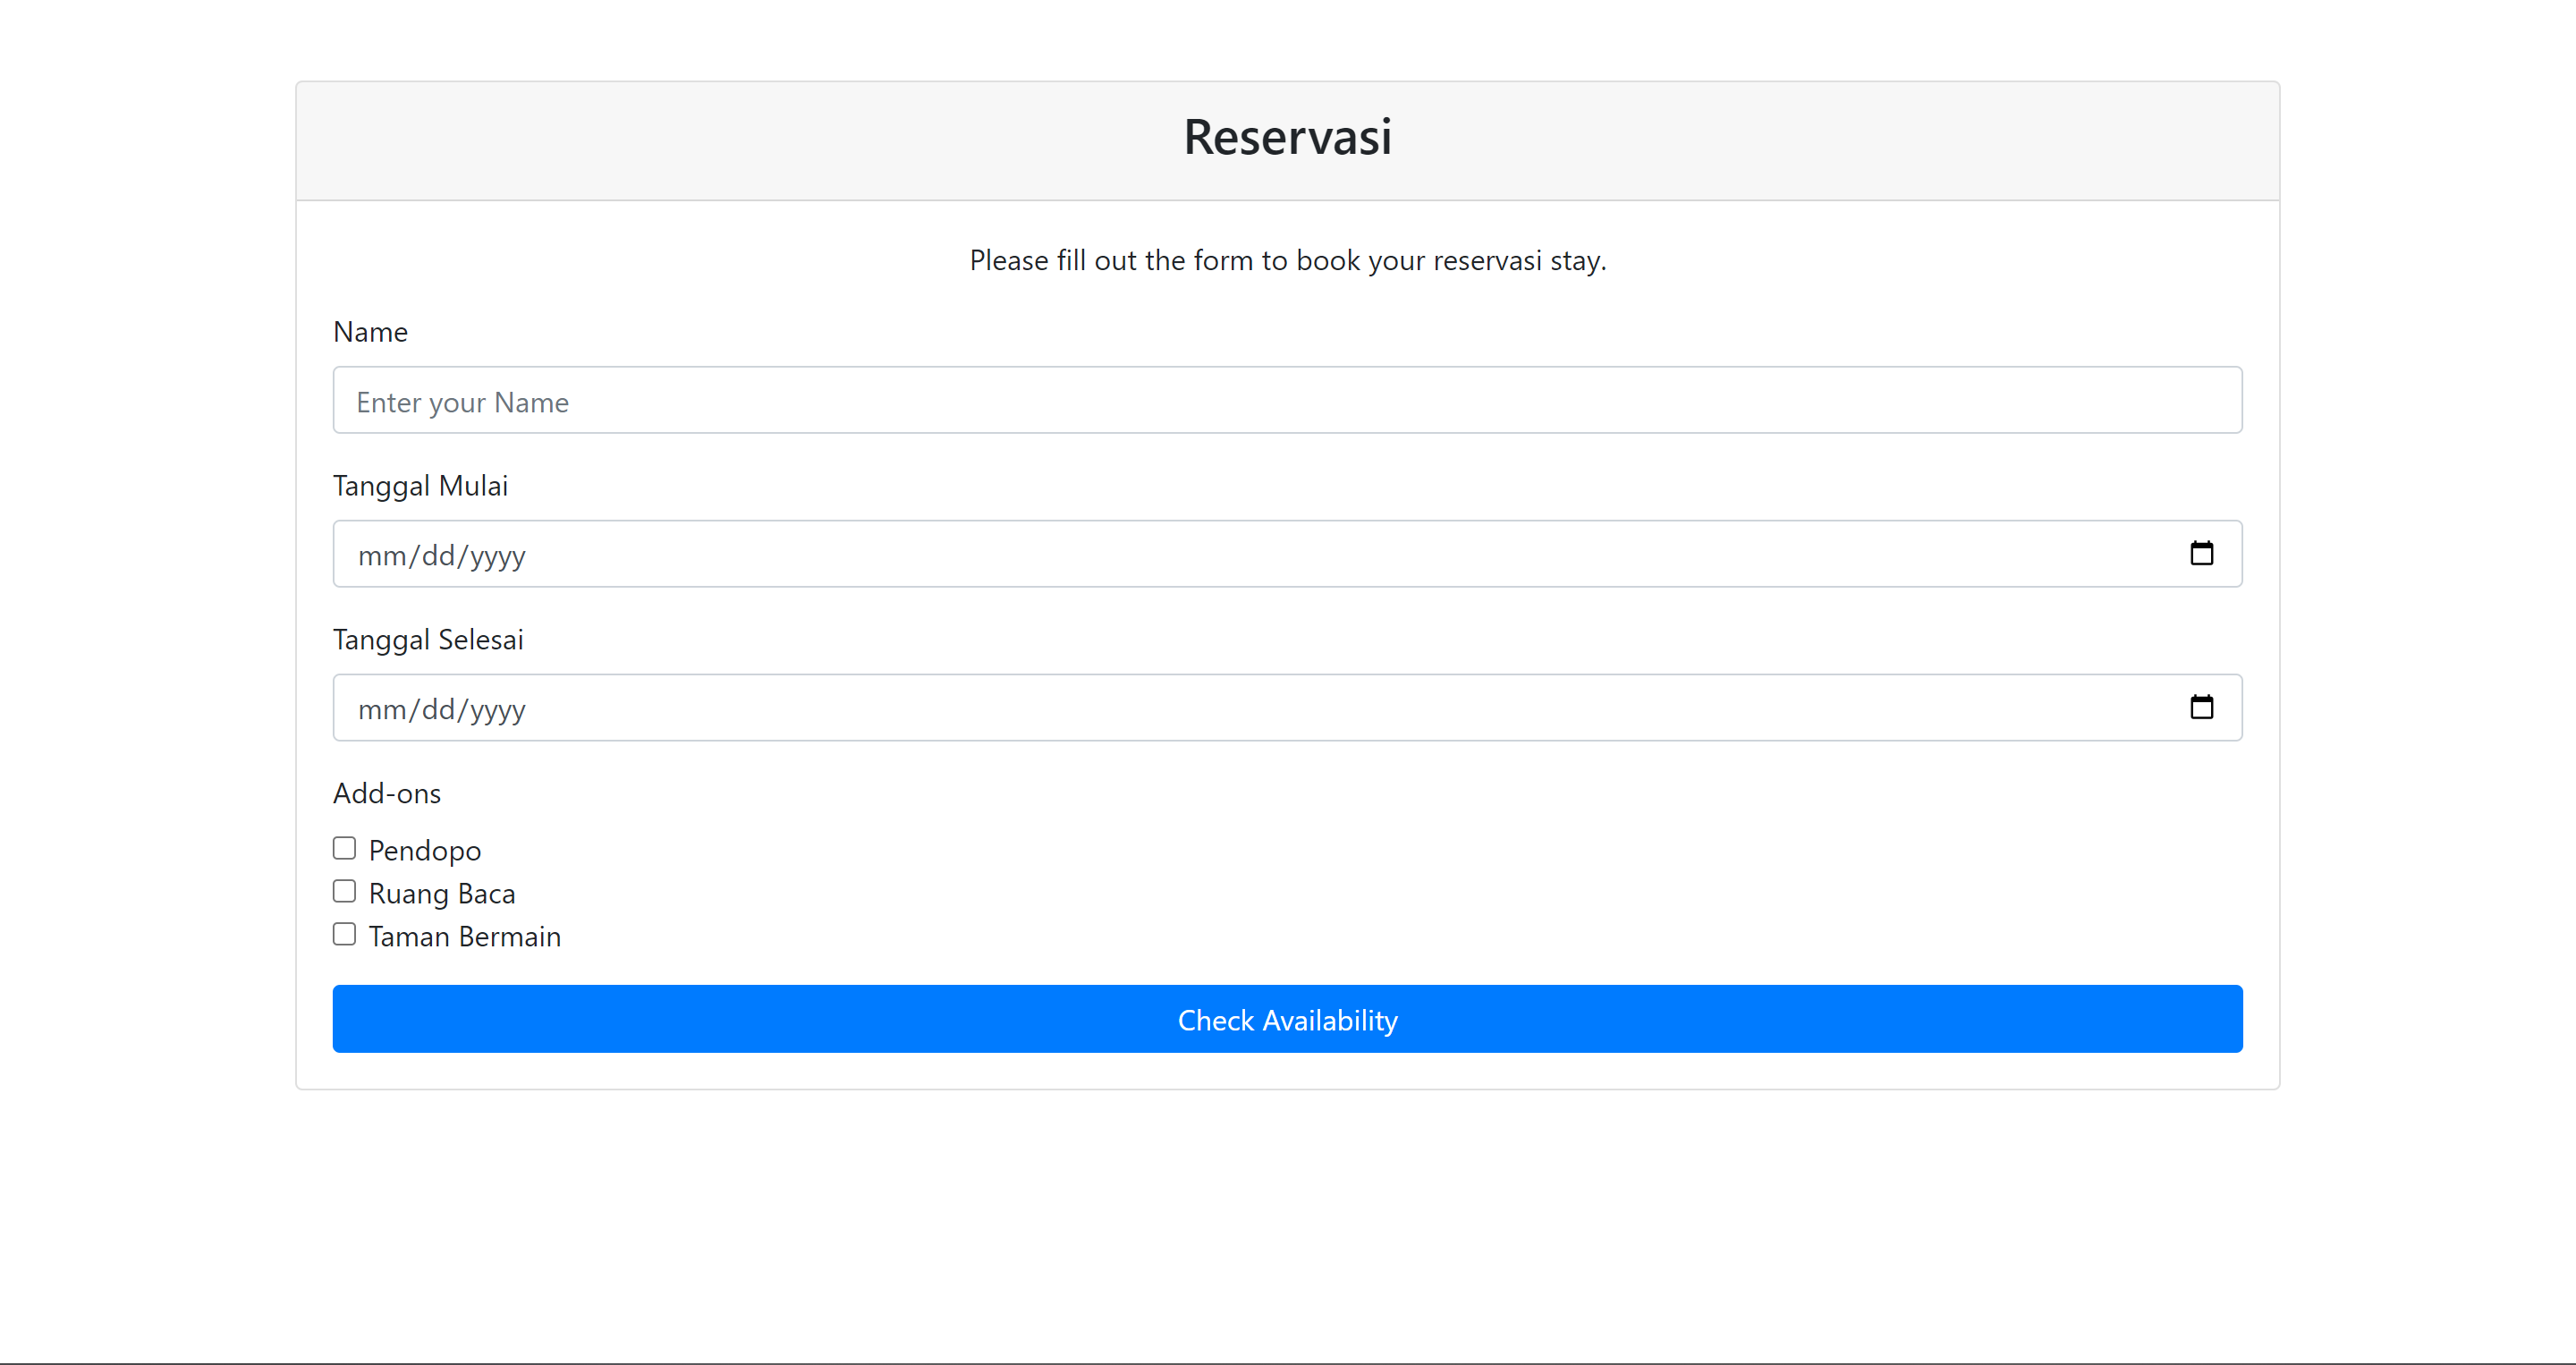 Reservasi
Please fill out the form to book your reservasi stay.
Name
Enter your Name
Tanggal Mulai
mm/dd/yyyy
Tanggal Selesai
mm/dd/yyyy
Add-ons
Pendopo
Ruang Baca
Taman Bermain
Check Availability